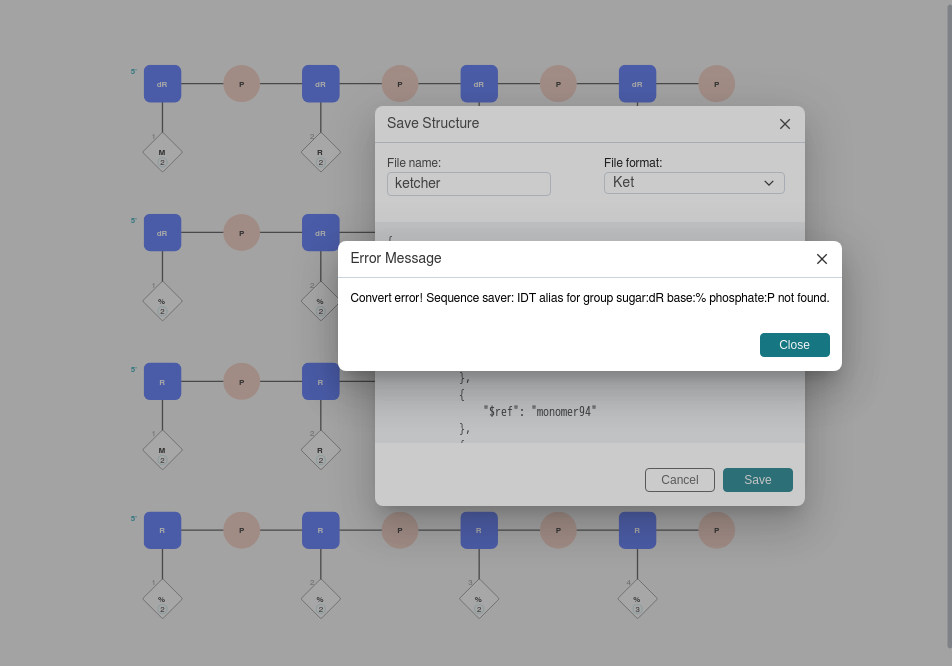 5'
dR P dR P dR P dR P
1 2
M R
2 2
Save Structure
File name:
File format:
ketcher
Ket
5'
dR P dR
{
1 2
% %
2 2
Error Message
Convert error! Sequence saver: IDT alias for group sugar:dR base:% phosphate:P not found.
Close
5'
R P R
},
{
"$ref": "monomer94"
},
{
1 2
M R
2 2
Cancel
Save
5'
R P R P R P R P
1 2 3 4
% % % %
2 2 2 3